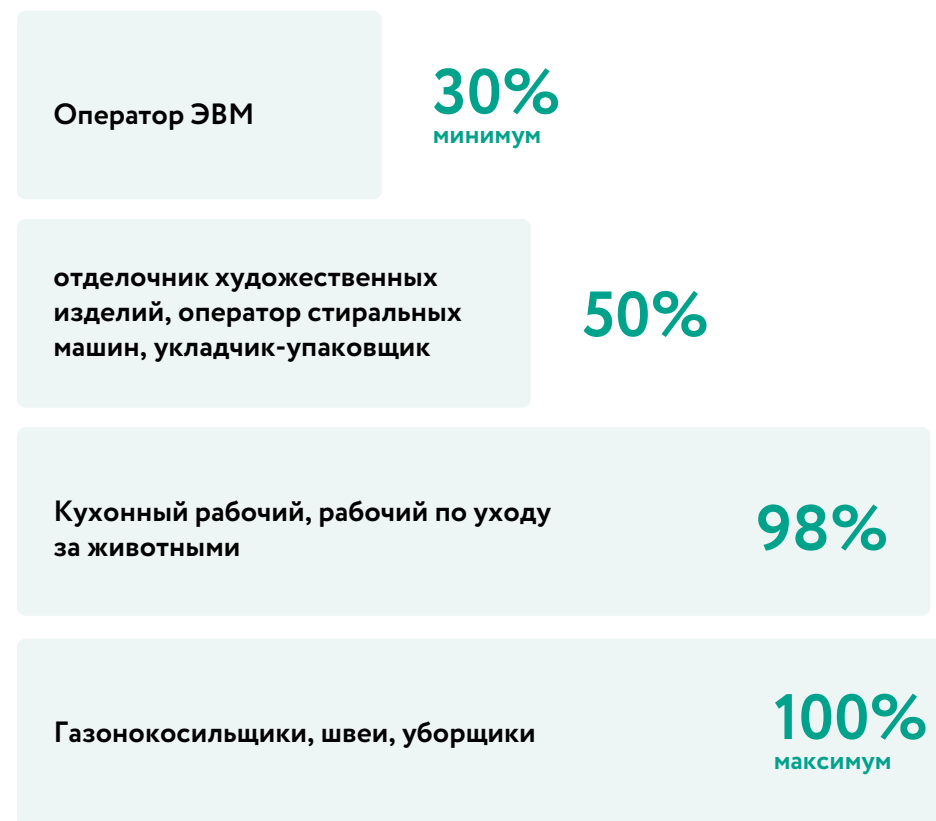 Оператор ЭВМ
30%
минимум
отделочник художественных
изделий, оператор стиральных
машин, укладчик-упаковщик
50%
Кухонный рабочий, рабочий по уходу
за животными
98%
Газонокосильщики, швеи, уборщики
100%
максимум